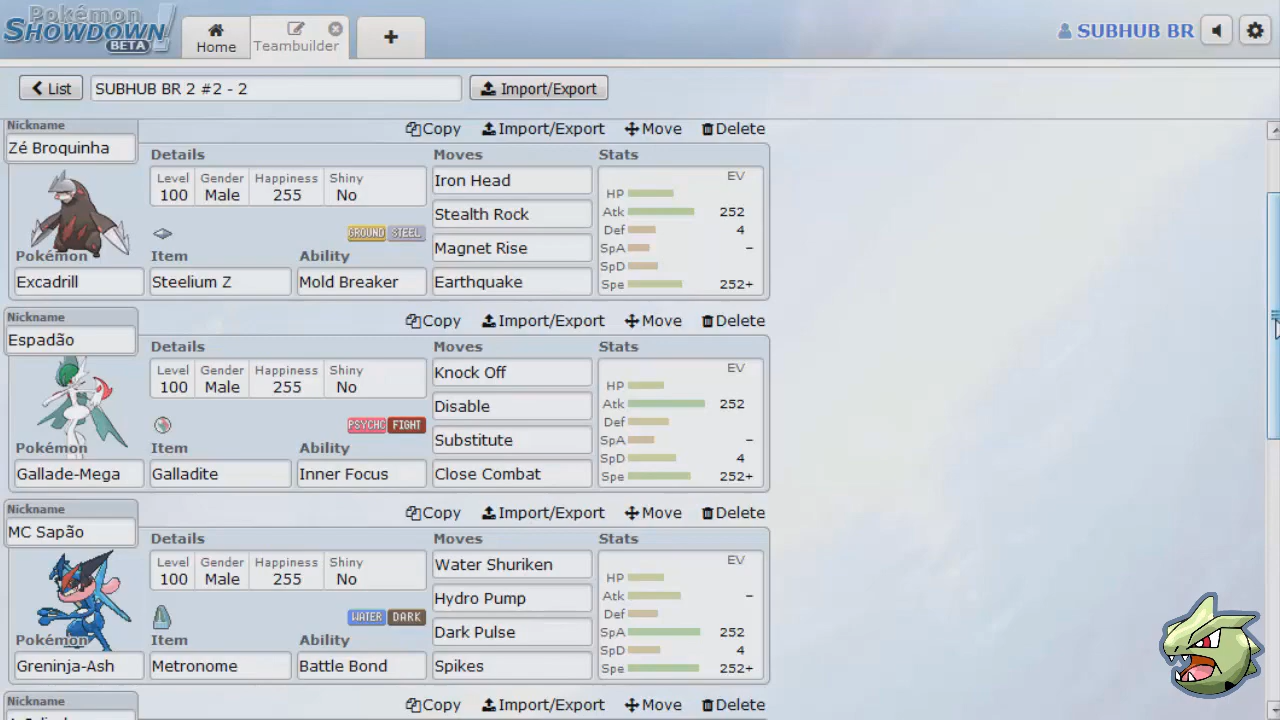 Pokémon
SHOWDOWN!
BETA
Home
Teambuilder
+
SUBHUB BR
List
SUBHUB BR 2 #2 - 2
Import/Export
Nickname
Zé Broquinha
Copy Import/Export Move Delete
Details
Level Gender Happiness Shiny
100 Male 255 No
GROUND STEEL
Pokémon Item Ability
Excadrill Steelium Z Mold Breaker
Moves
Iron Head
Stealth Rock
Magnet Rise
Earthquake
Stats
EV
HP
Atk 252
Def 4
SpA –
SpD
Spe 252+
Nickname
Espadão
Copy Import/Export Move Delete
Details
Level Gender Happiness Shiny
100 Male 255 No
PSYCHC FIGHT
Pokémon Item Ability
Gallade-Mega Galladite Inner Focus
Moves
Knock Off
Disable
Substitute
Close Combat
Stats
EV
HP
Atk 252
Def
SpA –
SpD 4
Spe 252+
Nickname
MC Sapão
Copy Import/Export Move Delete
Details
Level Gender Happiness Shiny
100 Male 255 No
WATER DARK
Pokémon Item Ability
Greninja-Ash Metronome Battle Bond
Moves
Water Shuriken
Hydro Pump
Dark Pulse
Spikes
Stats
EV
HP
Atk –
Def
SpA 252
SpD 4
Spe 252+
Nickname
Copy Import/Export Move Delete